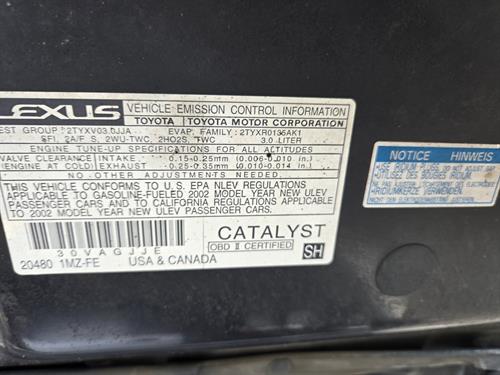 LEXUS VEHICLE EMISSION CONTROL INFORMATION
TOYOTA TOYOTA MOTOR CORPORATION
EST GROUP : 2TYXV03.0JJA EVAP. FAMILY : 2TYXR0135AK1
SFI, 2A/F S, 2WU-TWC, 2HO2S, TWC 3.0 LITER
ENGINE TUNE-UP SPECIFICATIONS FOR ALL ALTITUDES
VALVE CLEARANCE INTAKE 0.15-0.25mm (0.006-0.010 in.)
(ENGINE AT COLD) EXHAUST 0.25-0.35mm (0.010-0.014 in.)
NO OTHER ADJUSTMENTS NEEDED.
THIS VEHICLE CONFORMS TO U.S. EPA NLEV REGULATIONS
APPLICABLE TO GASOLINE-FUELED 2002 MODEL YEAR NEW ULEV
PASSENGER CARS AND TO CALIFORNIA REGULATIONS APPLICABLE
TO 2002 MODEL YEAR NEW ULEV PASSENGER CARS.
CATALYST
30VAGJJE
OBD II CERTIFIED
SH
20480 1MZ-FE USA & CANADA
NOTICE HINWEIS